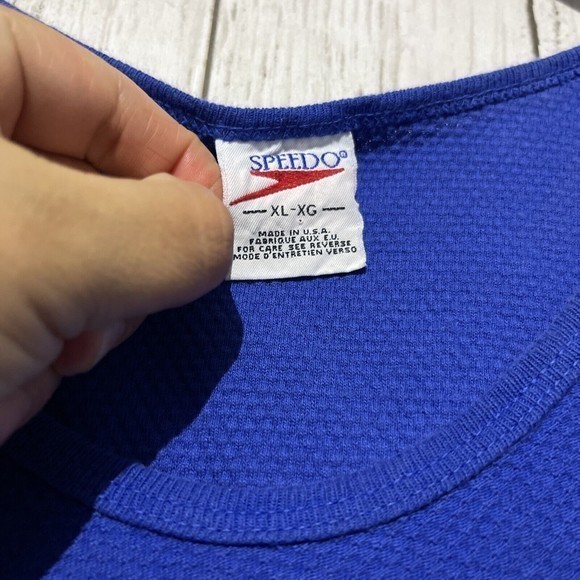 SPEEDO®
XL-XG
MADE IN U.S.A.
FABRIQUE AUX E.U.
FOR CARE SEE REVERSE
MODE D'ENTRETIEN VERSO